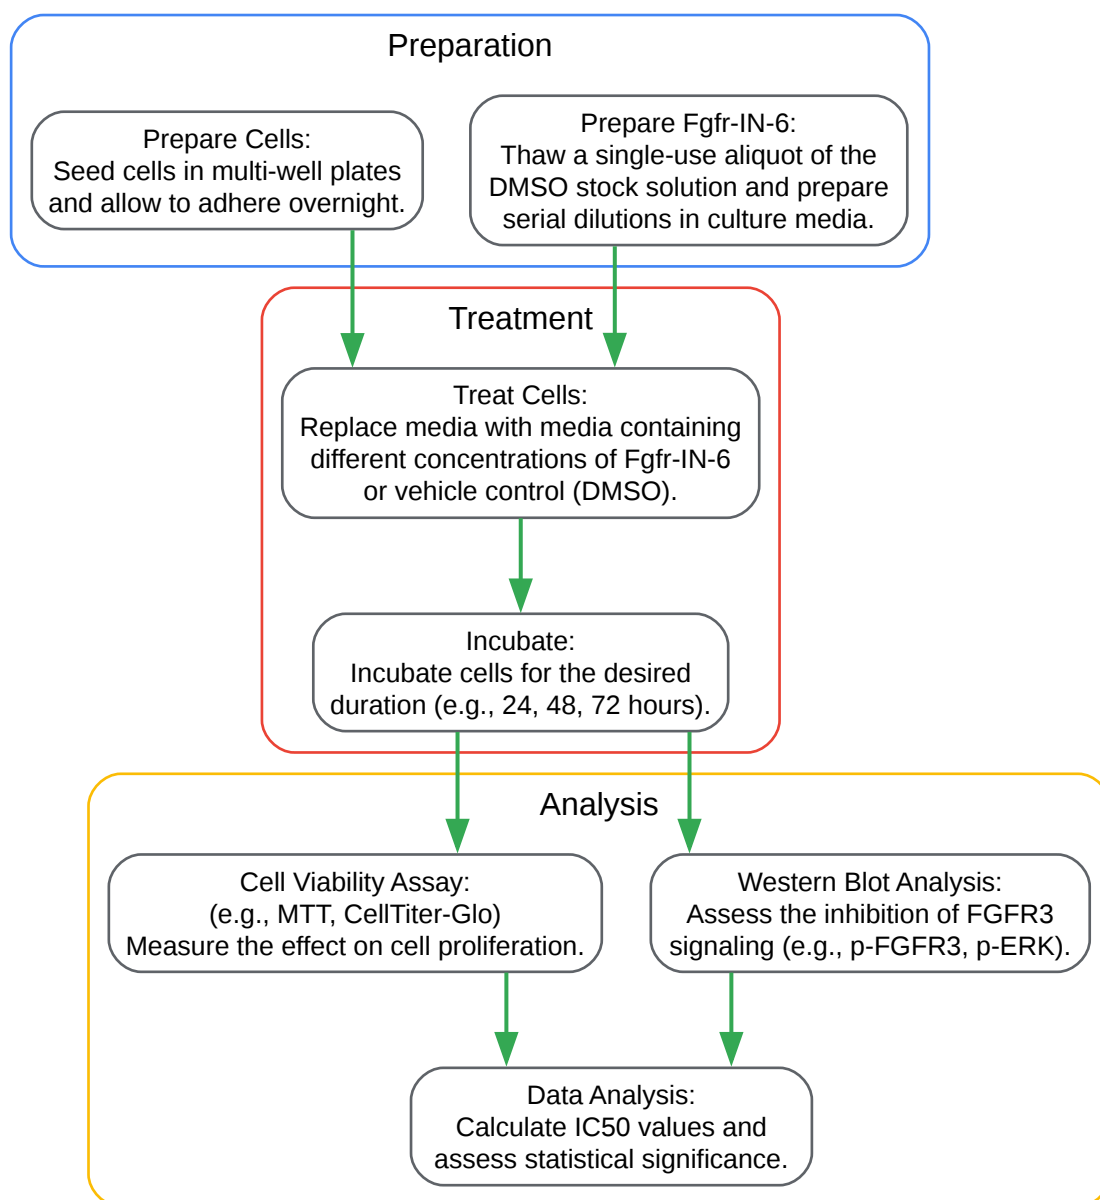 Preparation
Prepare Cells:
Seed cells in multi-well plates
and allow to adhere overnight.
Prepare Fgfr-IN-6:
Thaw a single-use aliquot of the
DMSO stock solution and prepare
serial dilutions in culture media.
Treatment
Treat Cells:
Replace media with media containing
different concentrations of Fgfr-IN-6
or vehicle control (DMSO).
Incubate:
Incubate cells for the desired
duration (e.g., 24, 48, 72 hours).
Analysis
Cell Viability Assay:
(e.g., MTT, CellTiter-Glo)
Measure the effect on cell proliferation.
Western Blot Analysis:
Assess the inhibition of FGFR3
signaling (e.g., p-FGFR3, p-ERK).
Data Analysis:
Calculate IC50 values and
assess statistical significance.